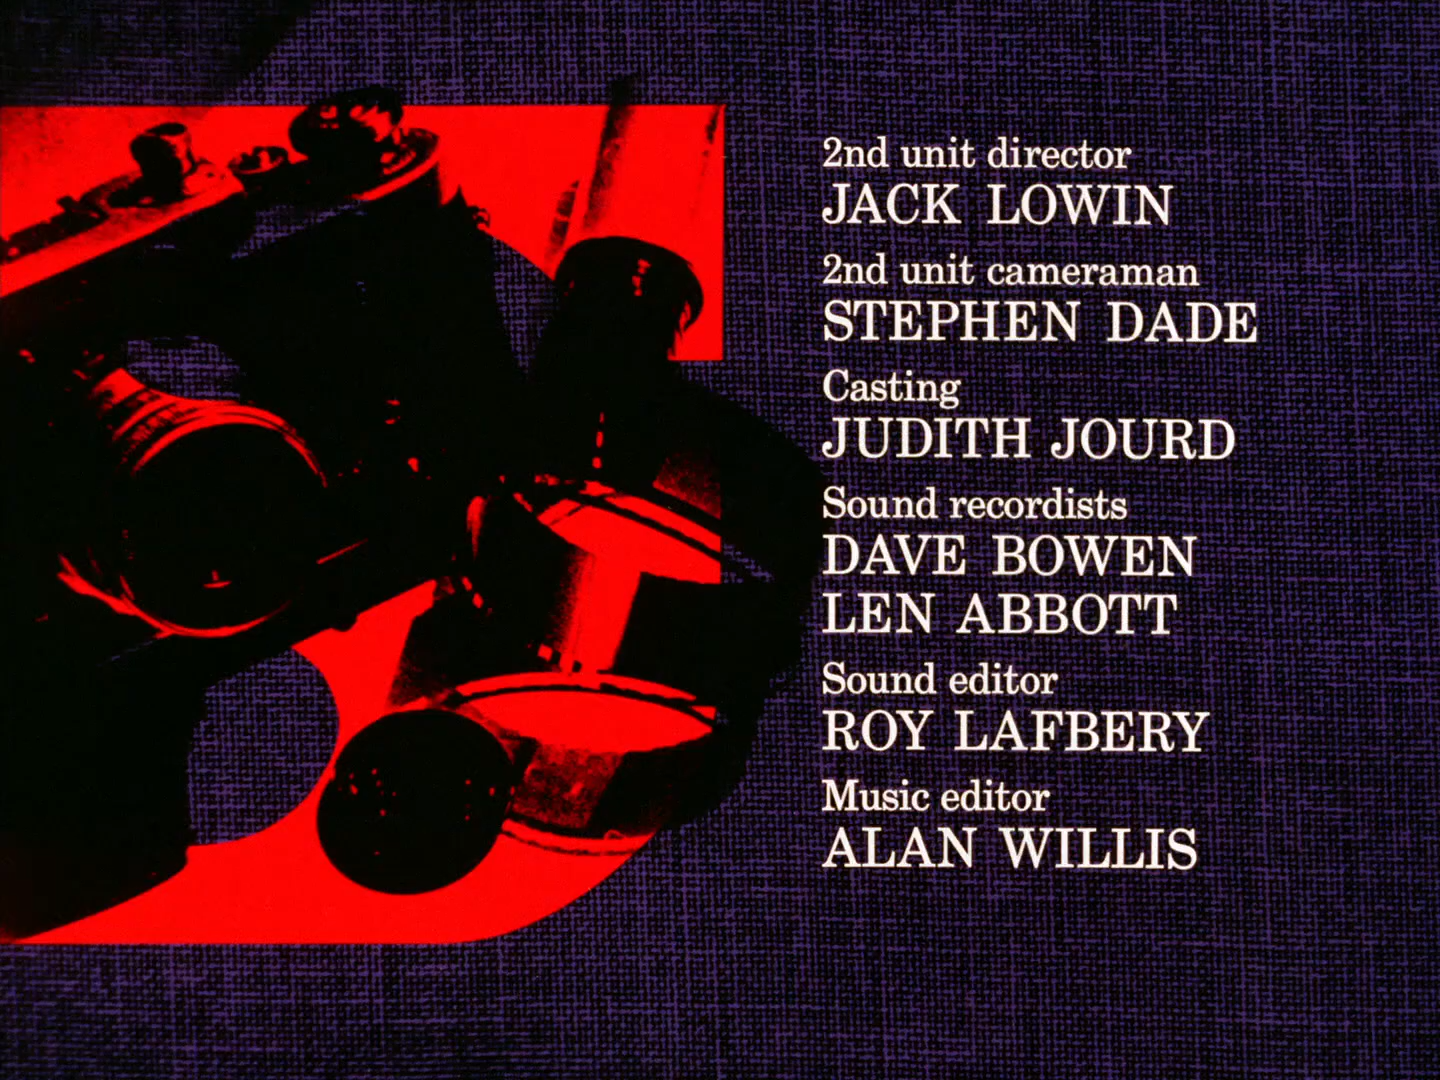 2nd unit director
JACK LOWIN
2nd unit cameraman
STEPHEN DADE
Casting
JUDITH JOURD
Sound recordists
DAVE BOWEN
LEN ABBOTT
Sound editor
ROY LAFBERY
Music editor
ALAN WILLIS